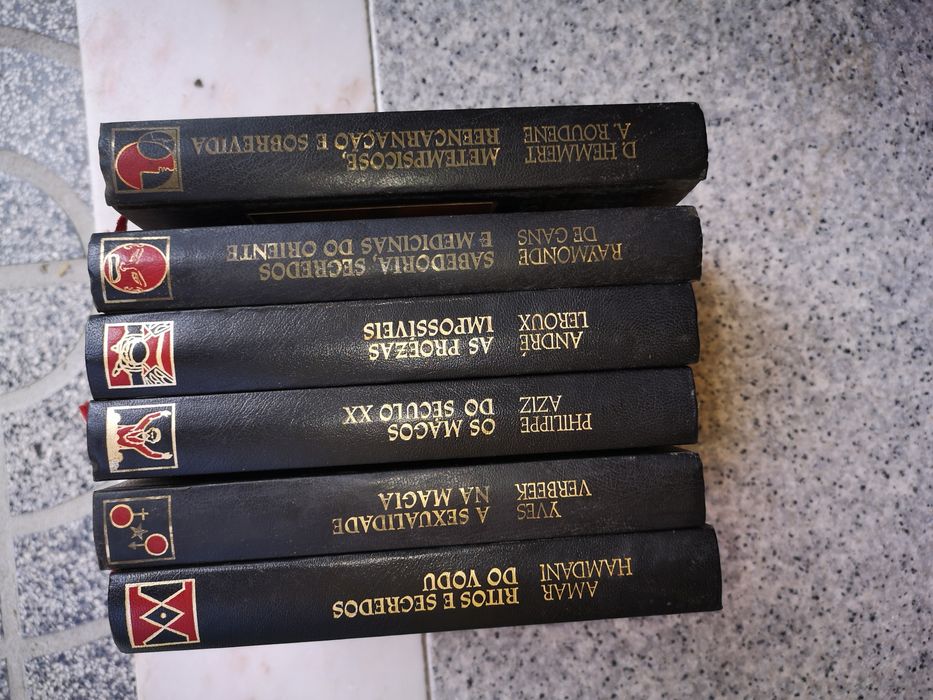 D. HEMMERT
A. ROUDENE
METEMPSICOSE,
REENCARNAÇÃO E SOBREVIDA
RAYMONDE
DE GANS
SABEDORIA, SEGREDOS
E MEDICINAS DO ORIENTE
ANDRÉ
LEROUX
AS PROEZAS
IMPOSSÍVEIS
PHILIPPE
AZIZ
OS MAGOS
DO SÉCULO XX
YVES
VERBEEK
A SEXUALIDADE
NA MAGIA
AMAR
HAMDANI
RITOS E SEGREDOS
DO VODU